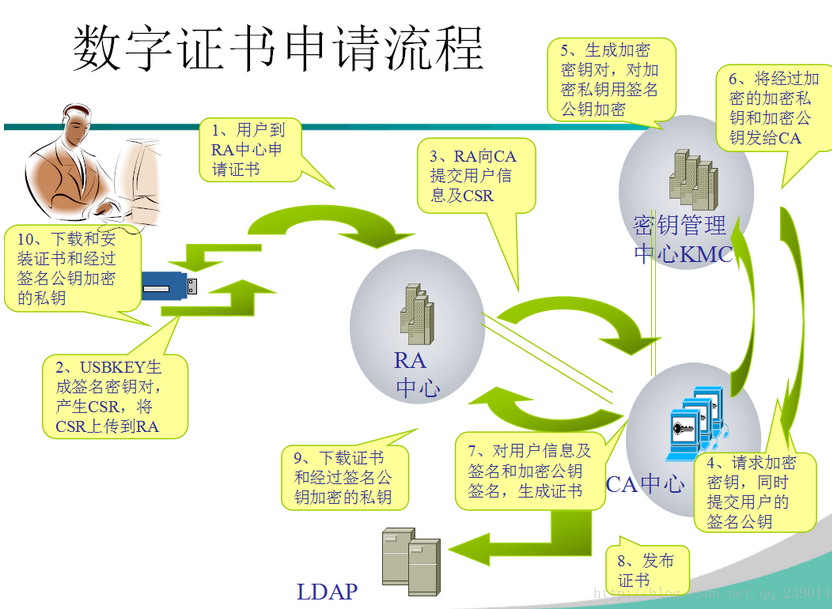 数字证书申请流程
1、用户到
RA中心申
请证书
2、USBKEY生
成签名密钥对，
产生CSR，将
CSR上传到RA
3、RA向CA
提交用户信
息及CSR
4、请求加密
密钥，同时
提交用户的
签名公钥
5、生成加密
密钥对，对加
密私钥用签名
公钥加密
6、将经过加
密的加密私
钥和加密公
钥发给CA
7、对用户信息及
签名和加密公钥
签名，生成证书
8、发布
证书
9、下载证书
和经过签名公
钥加密的私钥
10、下载和安
装证书和经过
签名公钥加密
的私钥
RA
中心
密钥管理
中心KMC
CA中心
LDAP
http://blog.csdn.net/qq_239014